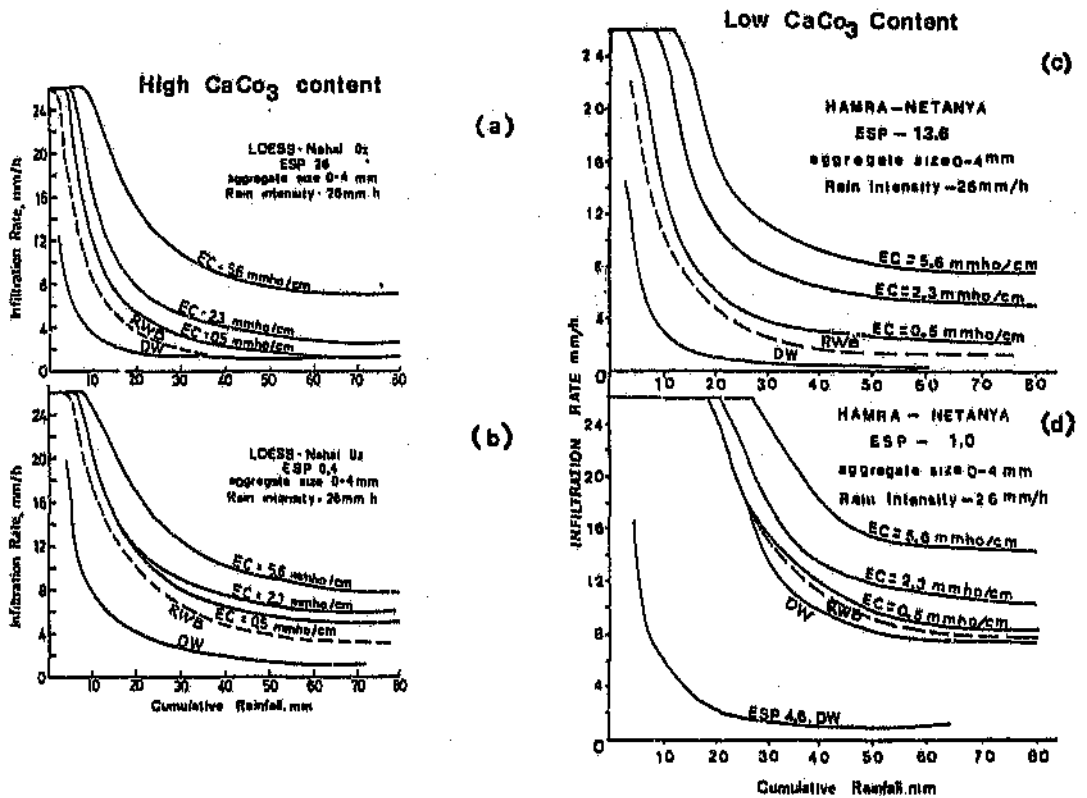 High CaCo3 content
(a)
LOESS - Nahal Oz
ESP 26
aggregate size 0-4 mm
Rain intensity - 26mm/h
Infiltration Rate, mm/h
24
20
16
12
8
4
0
EC = 5.6 mmho/cm
EC = 2.3 mmho/cm
EC = 0.5 mmho/cm
RWB
DW
10 20 30 40 50 60 70 80
(b)
LOESS - Nahal Oz
ESP 0.4
aggregate size 0-4mm
Rain intensity - 26mm h
Infiltration Rate, mm/h
24
20
16
12
8
4
0
EC = 5.6 mmho/cm
EC = 2.3 mmho/cm
EC = 0.5 mmho/cm
RWB
DW
10 20 30 40 50 60 70 80
Cumulative Rainfall, mm
Low CaCo3 Content
(c)
HAMRA-NETANYA
ESP - 13.6
aggregate size 0-4 mm
Rain Intensity - 26mm/h
24
20
16
12
8
4
0
EC = 5.6 mmho/cm
EC = 2.3 mmho/cm
EC = 0.5 mmho/cm
RWB
DW
10 20 30 40 50 60 70 80
INFILTRATION RATE mm/h
(d)
HAMRA - NETANYA
ESP - 1.0
aggregate size 0-4 mm
Rain Intensity - 26 mm/h
24
20
16
12
8
4
0
EC = 5.6 mmho/cm
EC = 2.3 mmho/cm
EC = 0.5 mmho/cm
RWB
DW
ESP 4.6, DW
10 20 30 40 50 60 70 80
Cumulative Rainfall, mm